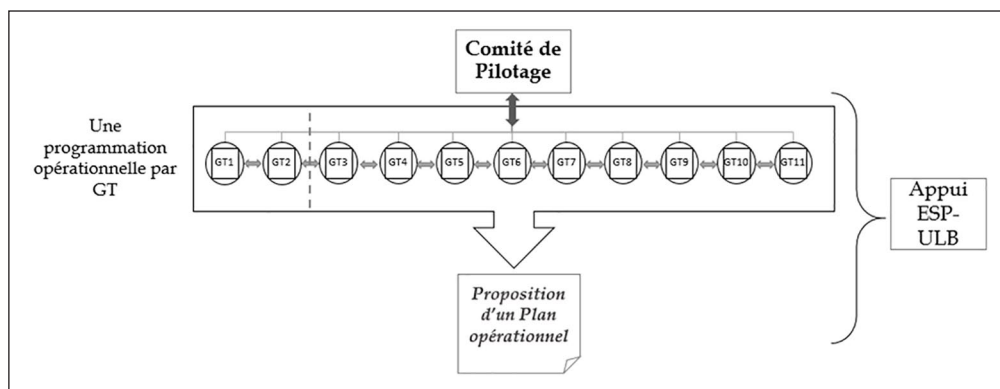 Comité de
Pilotage
Une
programmation
opérationnelle par
GT
GT1 GT2 GT3 GT4 GT5 GT6 GT7 GT8 GT9 GT10 GT11
Appui
ESP-
ULB
Proposition
d'un Plan
opérationnel